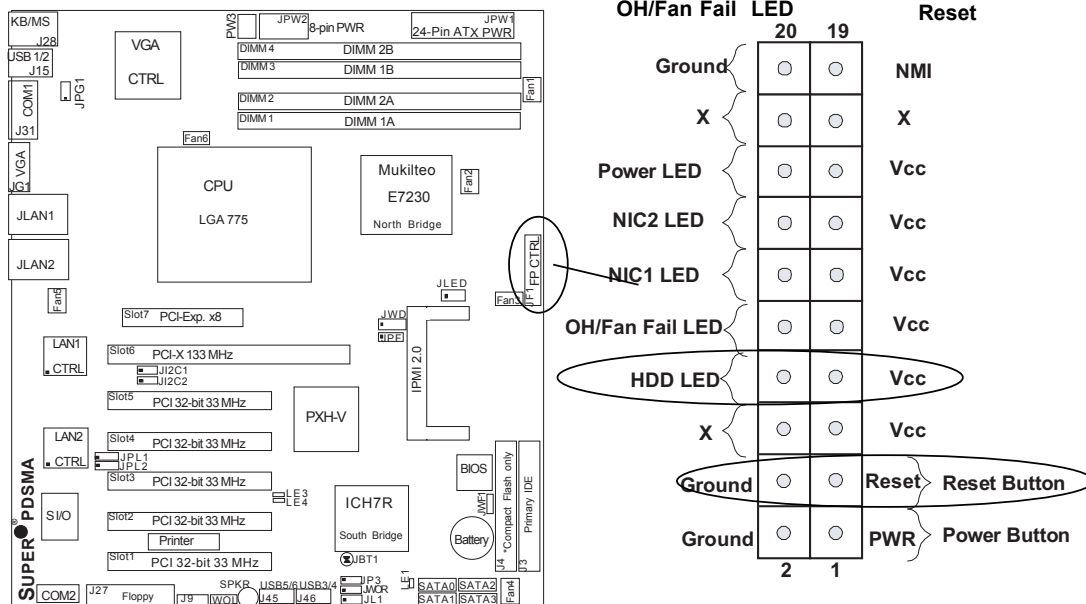 KB/MS
J28
USB 1/2
J15
JPG1
COM1
J31
VGA
JG1
JLAN1
JLAN2
Fan5
VGA
CTRL
PW3
JPW2
8-pin PWR
JPW1
24-Pin ATX PWR
DIMM 4
DIMM 2B
DIMM 3
DIMM 1B
DIMM 2
DIMM 2A
DIMM 1
DIMM 1A
Fan1
Fan6
CPU
LGA 775
Mukilteo
E7230
North Bridge
Fan2
FP CTRL
JF1
Fan3
JLED
JWD
JPF
IPMI 2.0
Slot7
PCI-Exp. x8
LAN1
CTRL
Slot6
PCI-X 133 MHz
JI2C1
JI2C2
Slot5
PCI 32-bit 33 MHz
PXH-V
LAN2
CTRL
Slot4
PCI 32-bit 33 MHz
JPL1
JPL2
Slot3
PCI 32-bit 33 MHz
LE3
LE4
BIOS
JWF1
J4 *Compact Flash only
J3 Primary IDE
SUPER® PDSMA
SI/O
Slot2
PCI 32-bit 33 MHz
Printer
Slot1
PCI 32-bit 33 MHz
ICH7R
South Bridge
JBT1
Battery
COM2
J27
Floppy
J9
WOL
SPKR
USB5/6
J45
USB3/4
J46
JP3
JWOR
JL1
LE1
SATA0
SATA2
SATA1
SATA3
Fan4
OH/Fan Fail LED
Reset
20
19
Ground
NMI
X
X
Power LED
Vcc
NIC2 LED
Vcc
NIC1 LED
Vcc
OH/Fan Fail LED
Vcc
HDD LED
Vcc
X
Vcc
Ground
Reset
Reset Button
Ground
PWR
Power Button
2
1